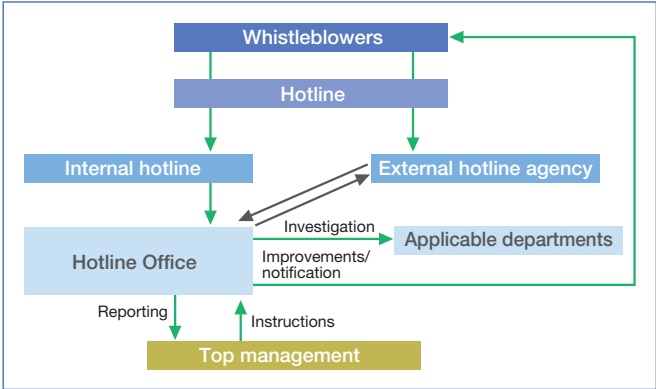 Whistleblowers
Hotline
Internal hotline
External hotline agency
Investigation
Applicable departments
Hotline Office
Improvements/
notification
Reporting
Instructions
Top management